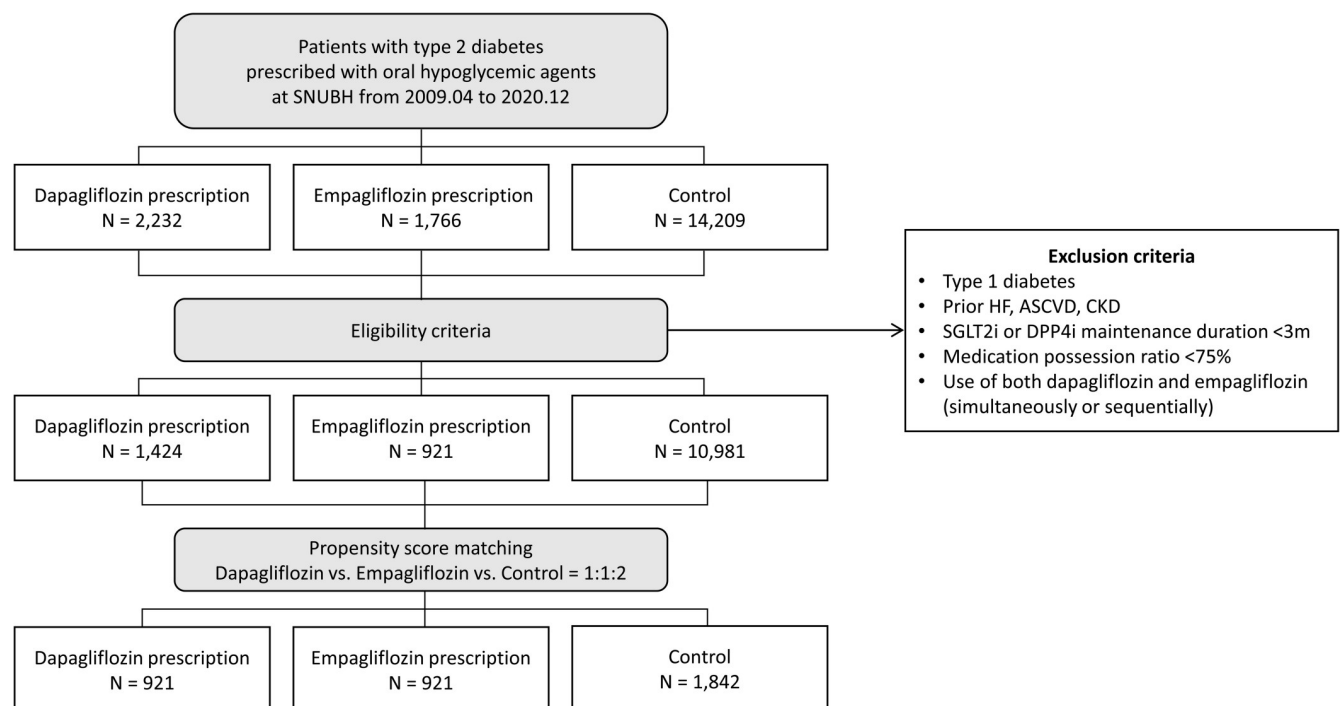 Patients with type 2 diabetes
prescribed with oral hypoglycemic agents
at SNUBH from 2009.04 to 2020.12
Dapagliflozin prescription
N = 2,232
Empagliflozin prescription
N = 1,766
Control
N = 14,209
Exclusion criteria
• Type 1 diabetes
• Prior HF, ASCVD, CKD
• SGLT2i or DPP4i maintenance duration <3m
• Medication possession ratio <75%
• Use of both dapagliflozin and empagliflozin
(simultaneously or sequentially)
Eligibility criteria
Dapagliflozin prescription
N = 1,424
Empagliflozin prescription
N = 921
Control
N = 10,981
Propensity score matching
Dapagliflozin vs. Empagliflozin vs. Control = 1:1:2
Dapagliflozin prescription
N = 921
Empagliflozin prescription
N = 921
Control
N = 1,842